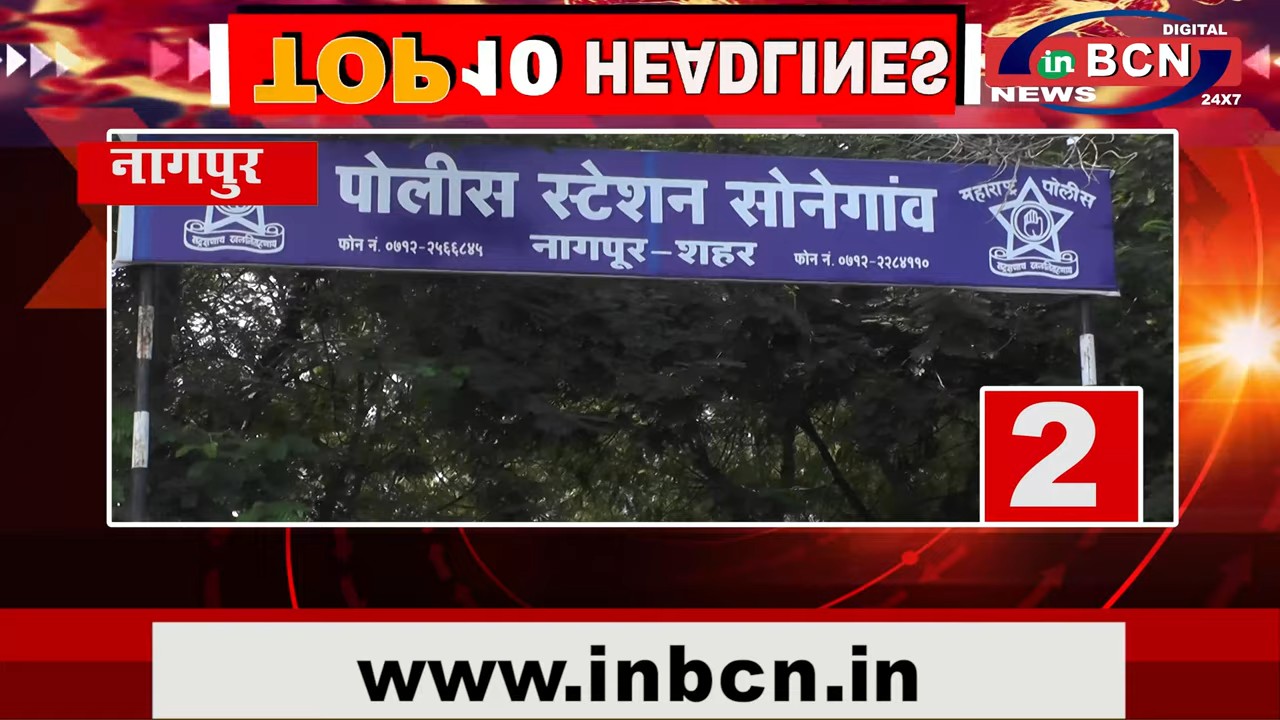 TOP 10 HEADLINES
DIGITAL
in BCN
NEWS
24X7
नागपुर
पोलीस स्टेशन सोनेगांव
महाराष्ट्र पोलीस
फोन नं. ०७१२-२५६६८४५
नागपूर-शहर
फोन नं. ०७१२-२२८४११०
2
www.inbcn.in